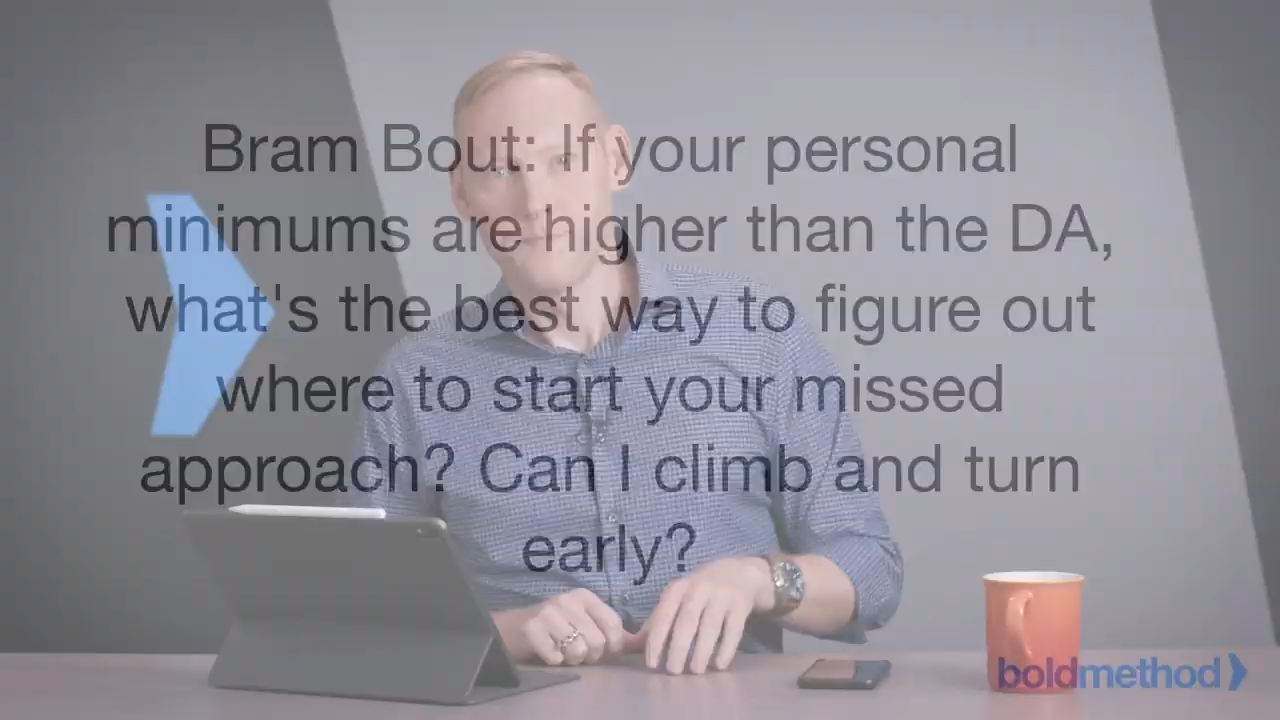 Bram Bout: If your personal
minimums are higher than the DA,
what's the best way to figure out
where to start your missed
approach? Can I climb and turn
early?
boldmethod